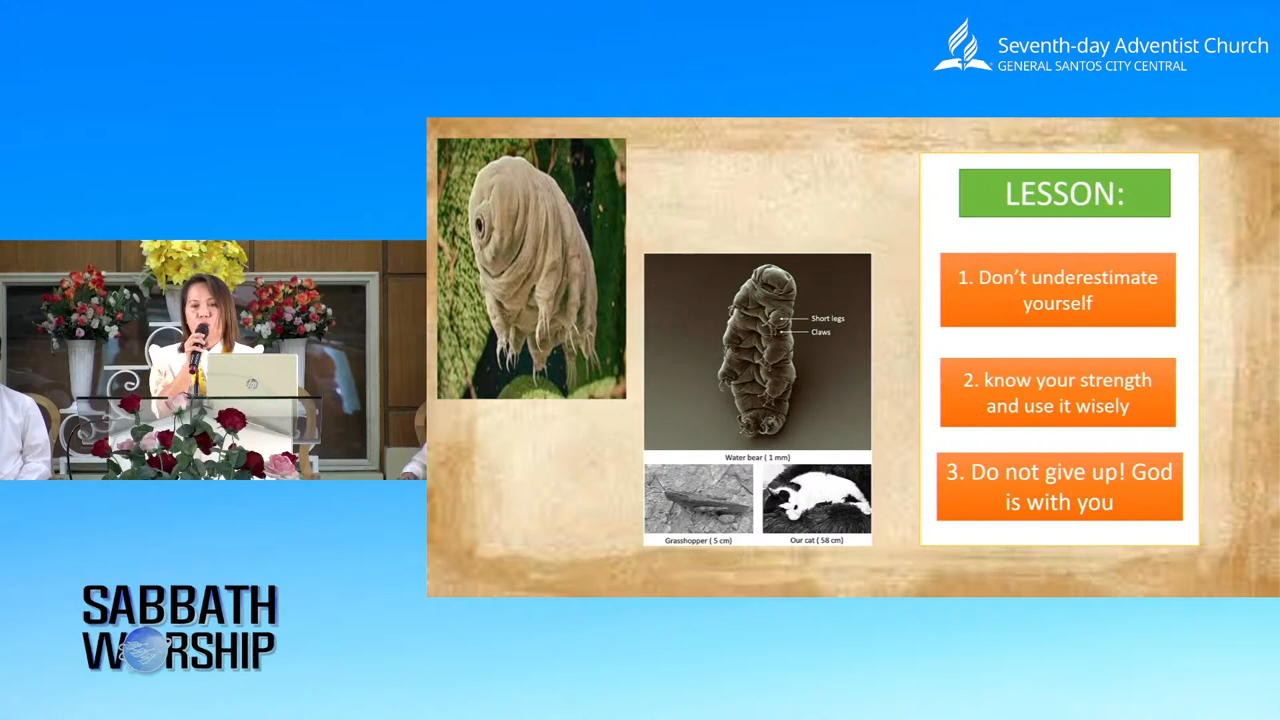 Seventh-day Adventist Church
GENERAL SANTOS CITY CENTRAL
LESSON:
1. Don't underestimate
yourself
2. know your strength
and use it wisely
3. Do not give up! God
is with you
Short legs
Claws
Water bear ( 1 mm)
Grasshopper ( 5 cm)
Our cat ( 58 cm)
hp
SABBATH
WORSHIP